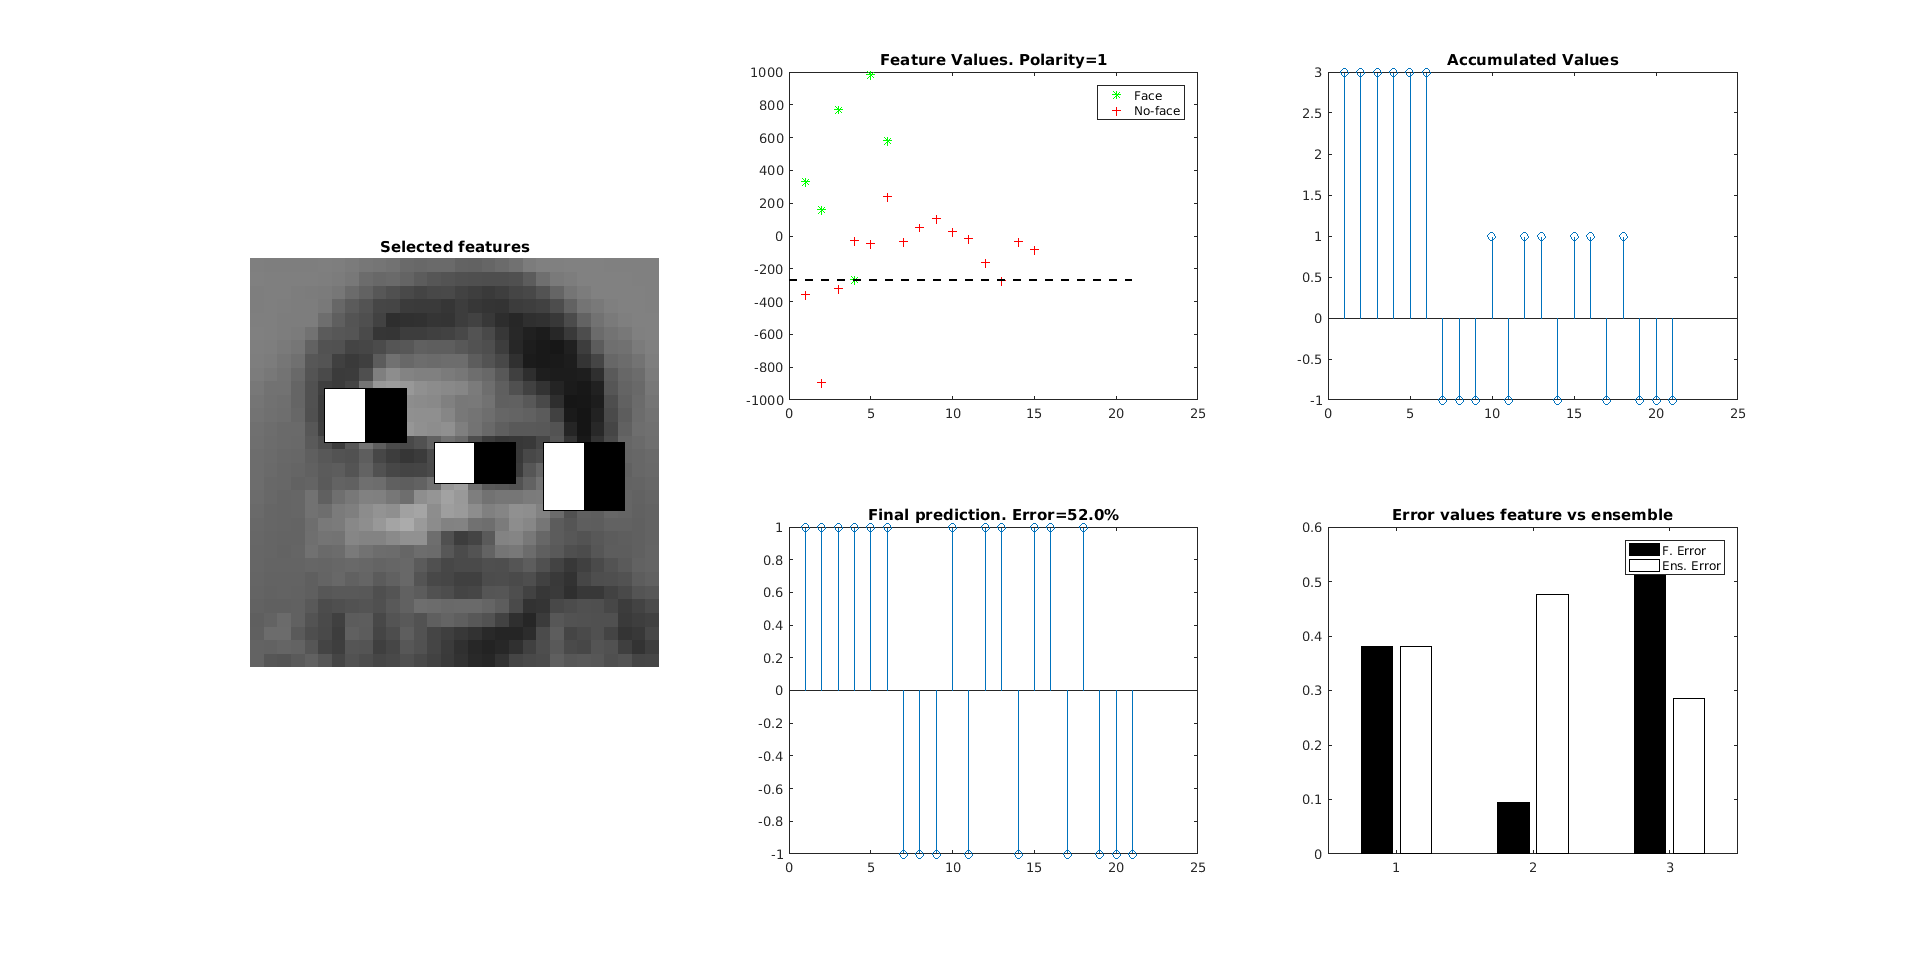 Selected features
Feature Values. Polarity=1
1000
800
600
400
200
0
-200
-400
-600
-800
-1000
0 5 10 15 20 25
Face
No-face
Accumulated Values
3
2.5
2
1.5
1
0.5
0
-0.5
-1
0 5 10 15 20 25
Final prediction. Error=52.0%
1
0.8
0.6
0.4
0.2
0
-0.2
-0.4
-0.6
-0.8
-1
0 5 10 15 20 25
Error values feature vs ensemble
0.6
0.5
0.4
0.3
0.2
0.1
0
1 2 3
F. Error
Ens. Error